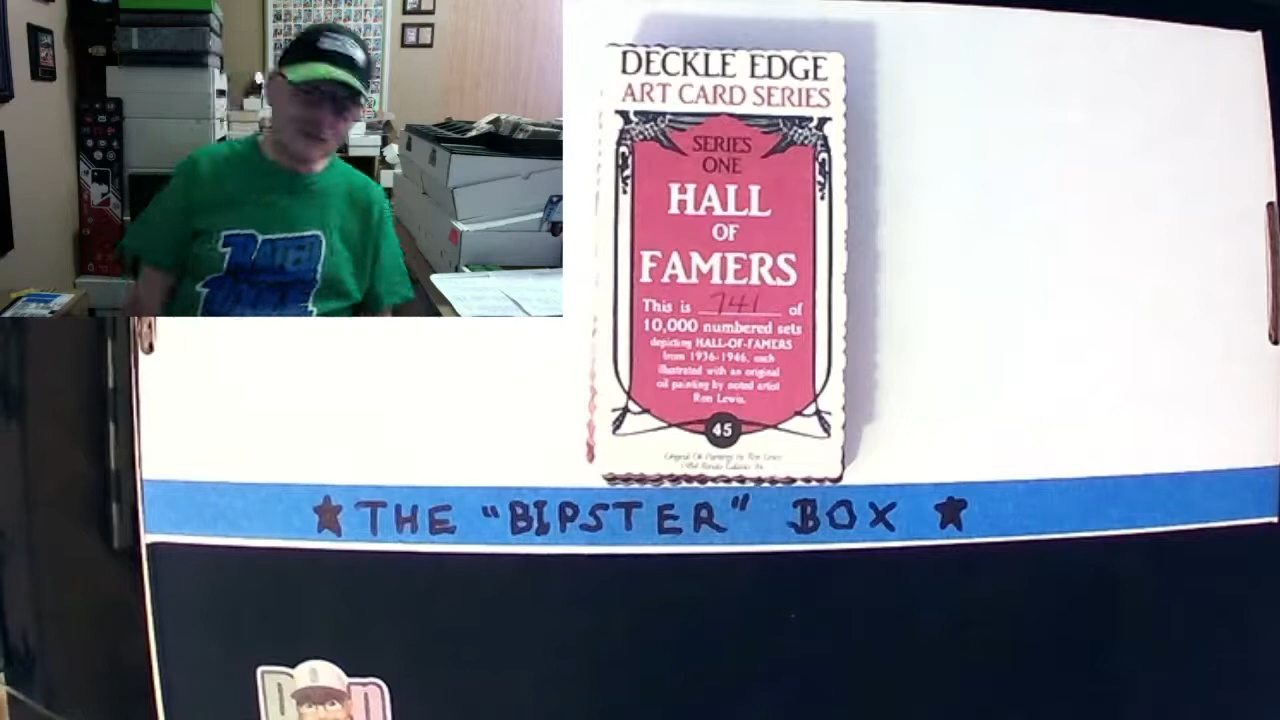 DECKLE EDGE
ART CARD SERIES
SERIES
ONE
HALL
OF
FAMERS
This is 741 of
10,000 numbered sets
depicting HALL-OF-FAMERS
from 1936-1946, each
illustrated with an original
oil painting by noted artist
Ron Lewis.
45
★ THE "BIPSTER" BOX ★